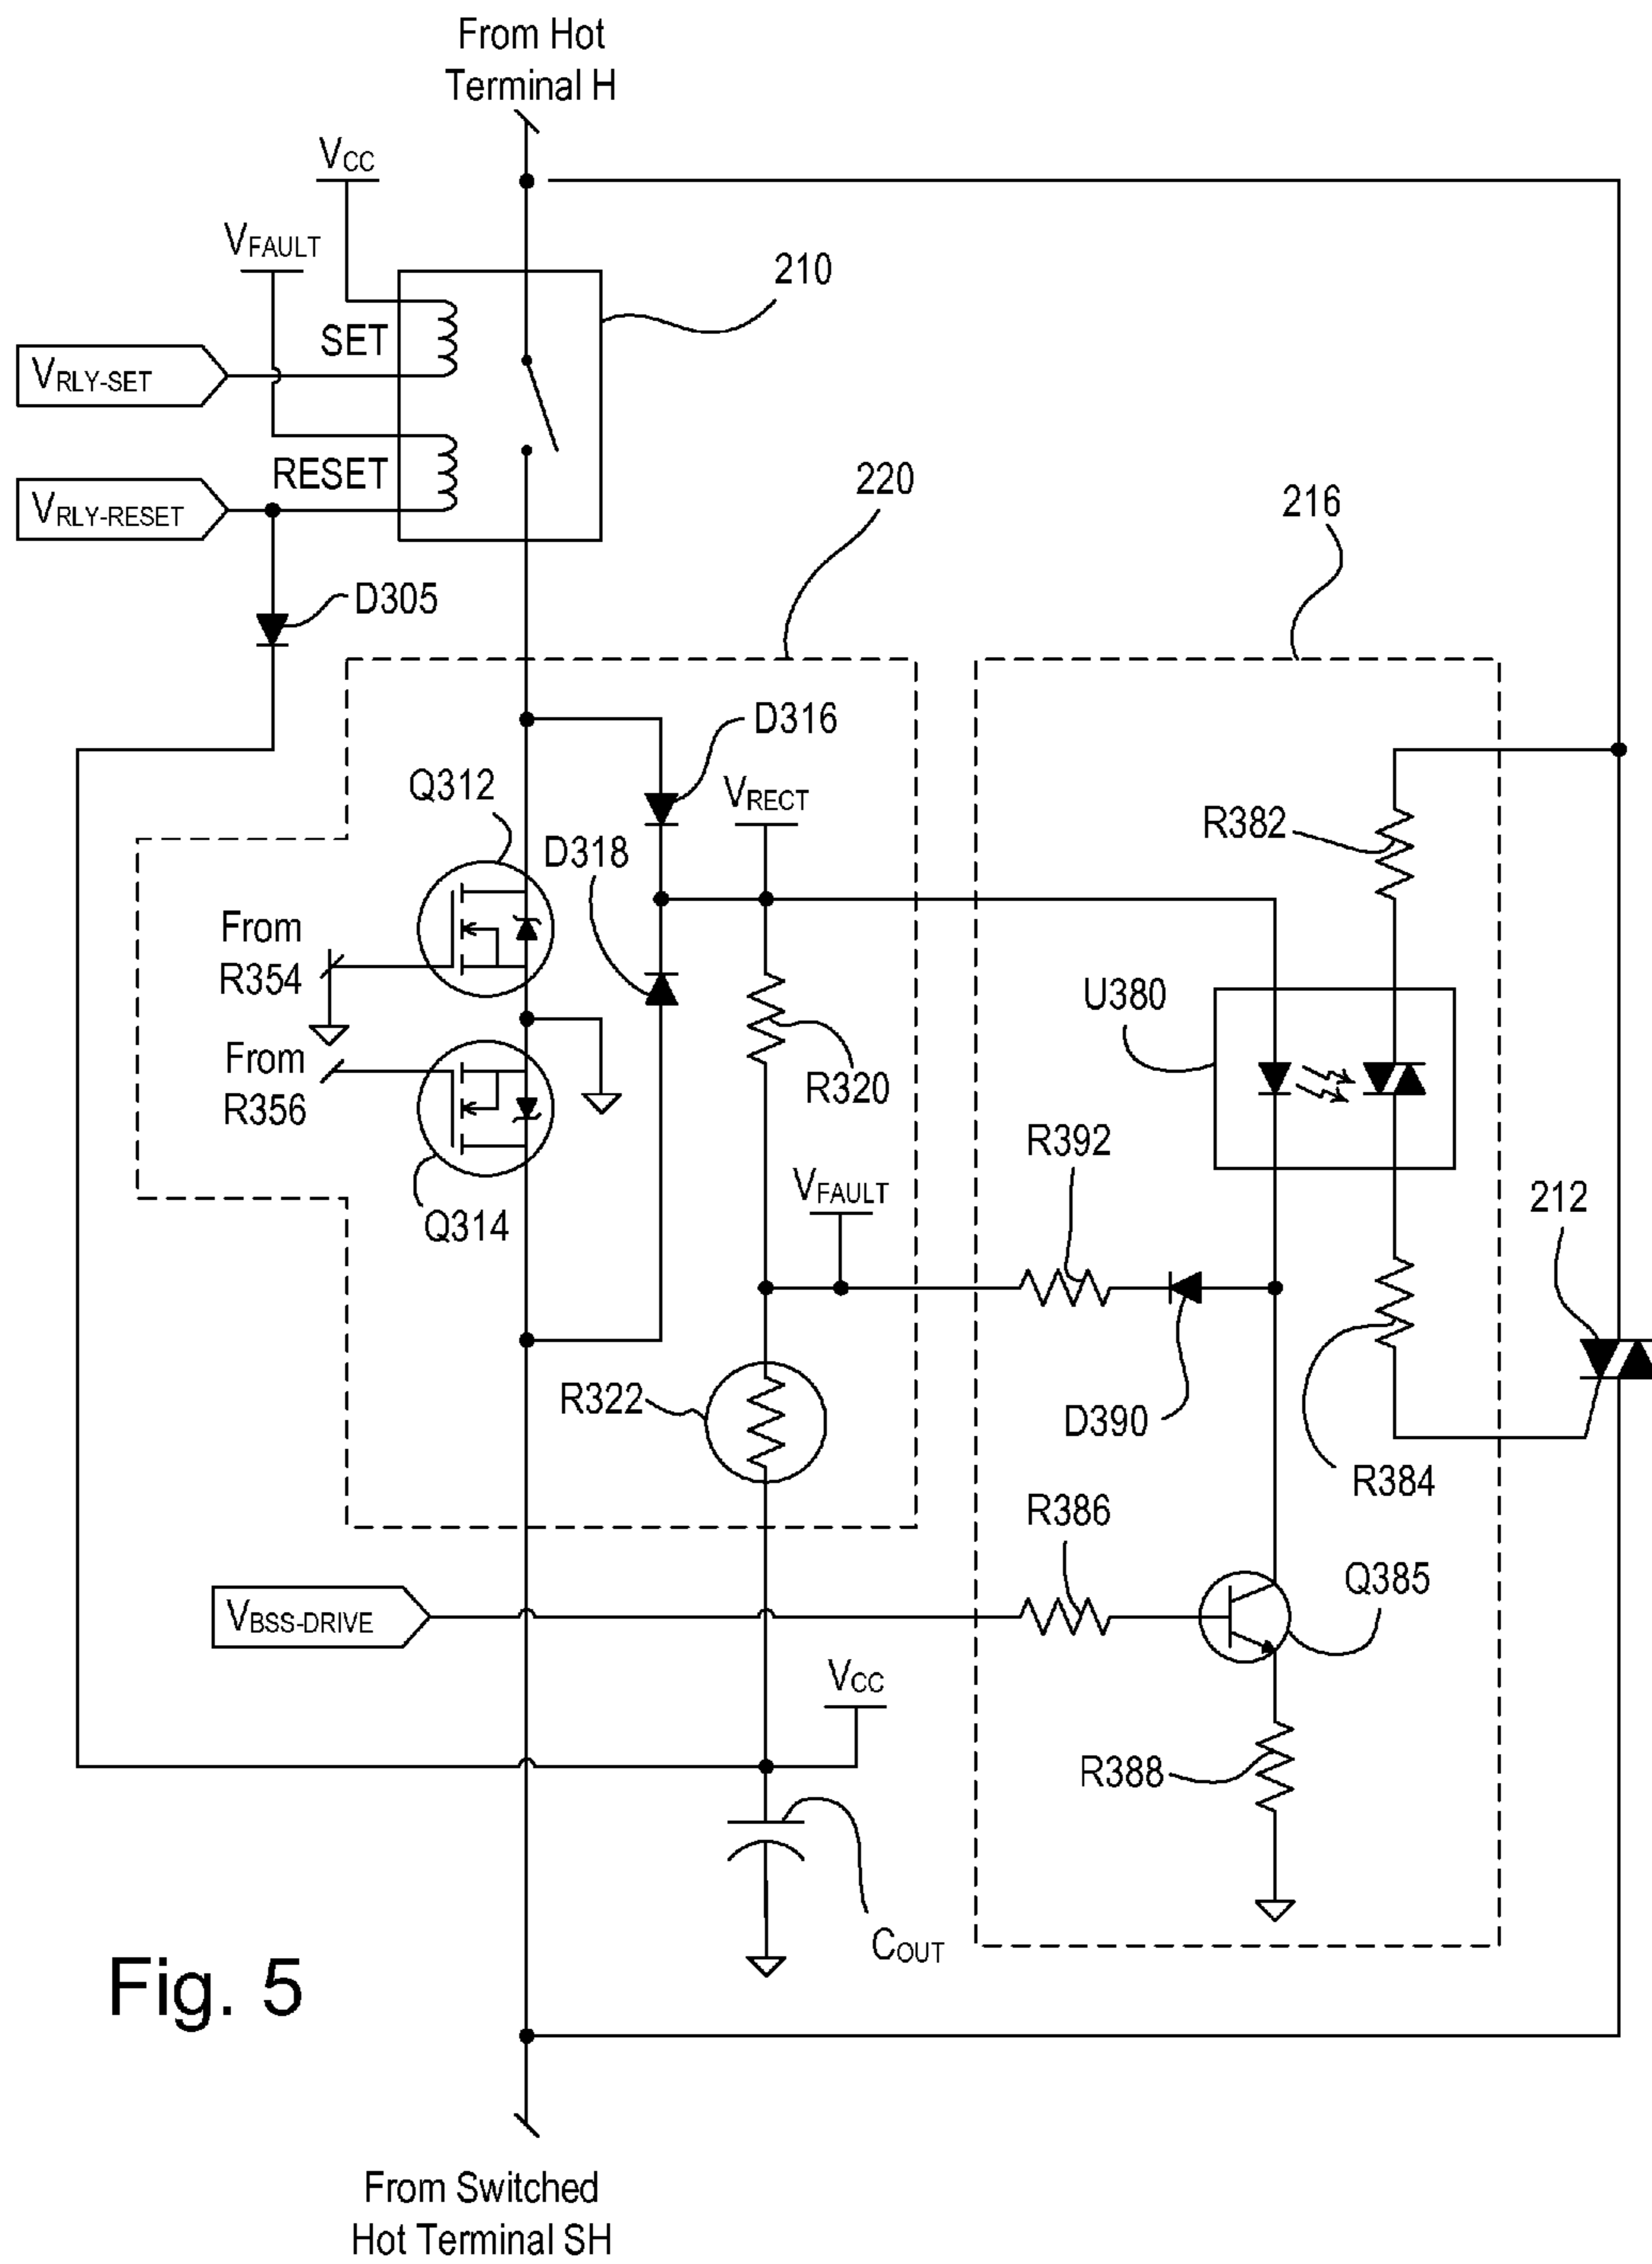 From Hot
Terminal H
VCC
VFAULT
210
SET
VRLY-SET
RESET
VRLY-RESET
220
216
D305
D316
Q312
VRECT
R382
D318
From
R354
U380
From
R356
R320
R392
VFAULT
212
Q314
R322
D390
R384
R386
Q385
VBSS-DRIVE
VCC
R388
COUT
Fig. 5
From Switched
Hot Terminal SH